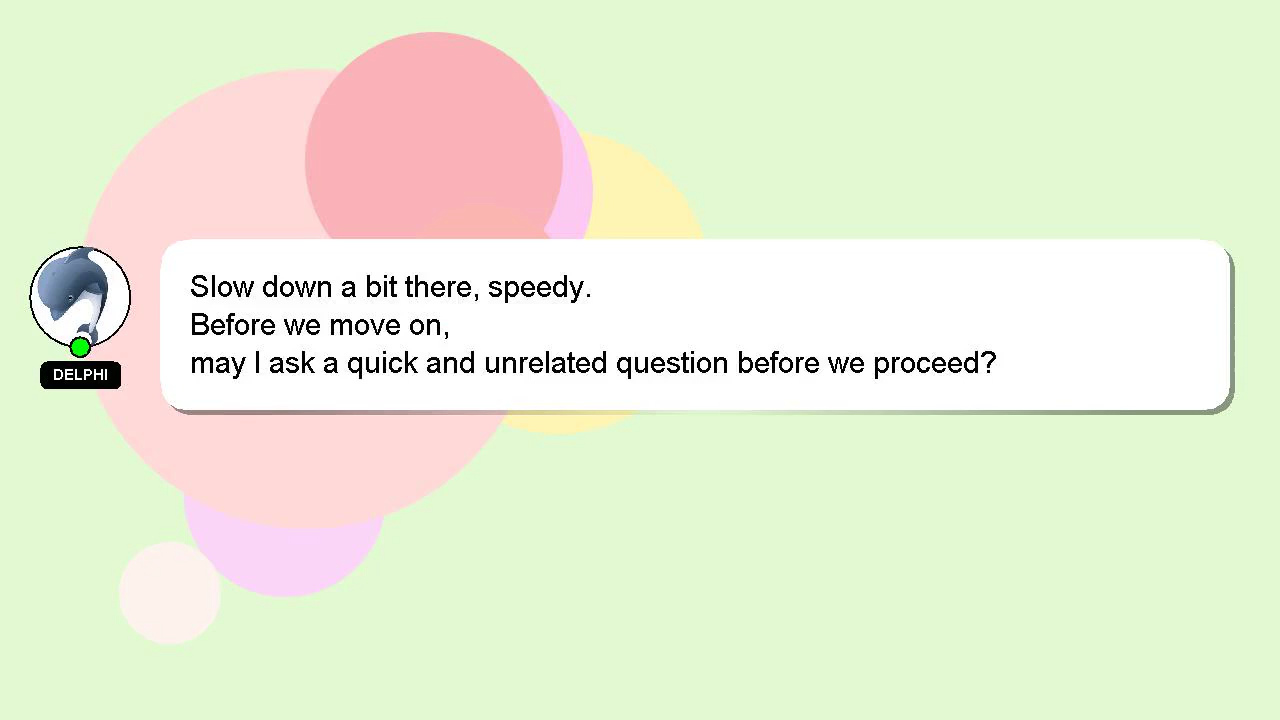 Slow down a bit there, speedy.
Before we move on,
may I ask a quick and unrelated question before we proceed?
DELPHI